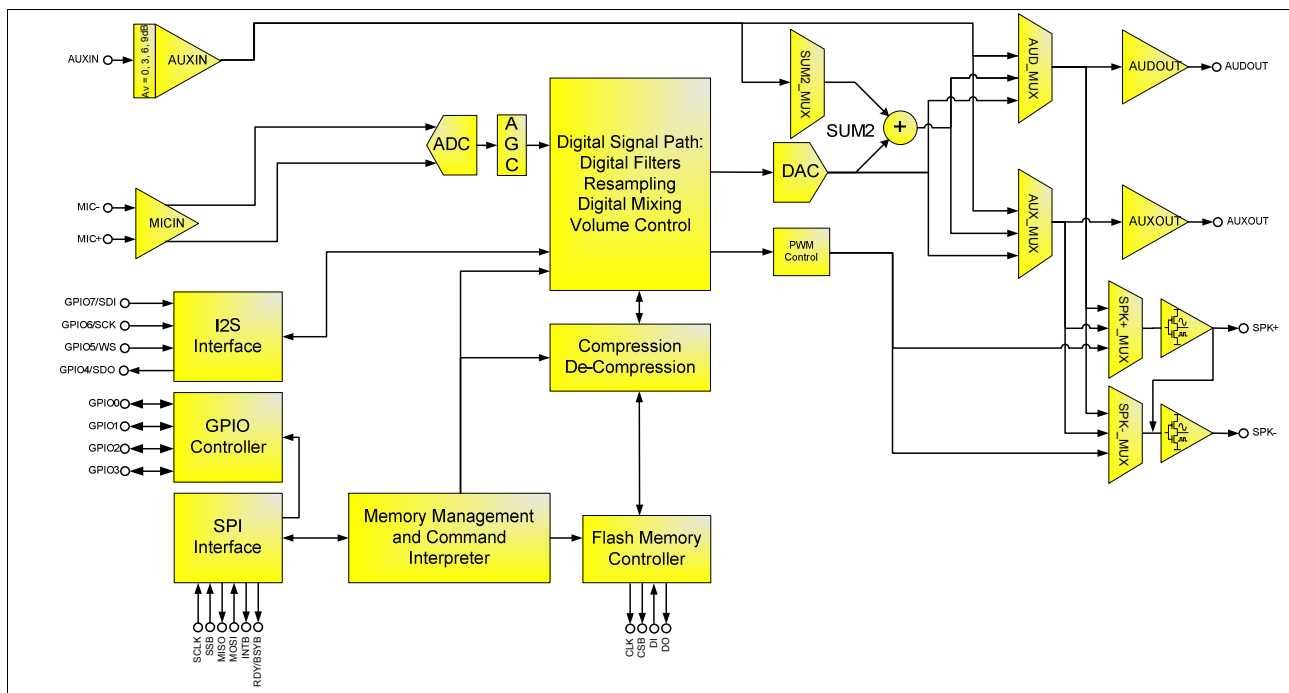 AUXIN
Av = 0, 3, 6, 9dB
AUXIN
MIC-
MIC+
MICIN
ADC
A
G
C
Digital Signal Path:
Digital Filters
Resampling
Digital Mixing
Volume Control
SUM2_MUX
SUM2
+
DAC
PWM
Control
AUD_MUX
AUX_MUX
AUDOUT
AUDOUT
AUXOUT
AUXOUT
SPK+_MUX
SPK+
SPK-_MUX
SPK-
GPIO7/SDI
GPIO6/SCK
GPIO5/WS
GPIO4/SDO
I2S
Interface
GPIO0
GPIO1
GPIO2
GPIO3
GPIO
Controller
SPI
Interface
SCLK
SSB
MISO
MOSI
INTB
RDY/BSYB
Memory Management
and Command
Interpreter
Compression
De-Compression
Flash Memory
Controller
CLK
CSB
DI
DO